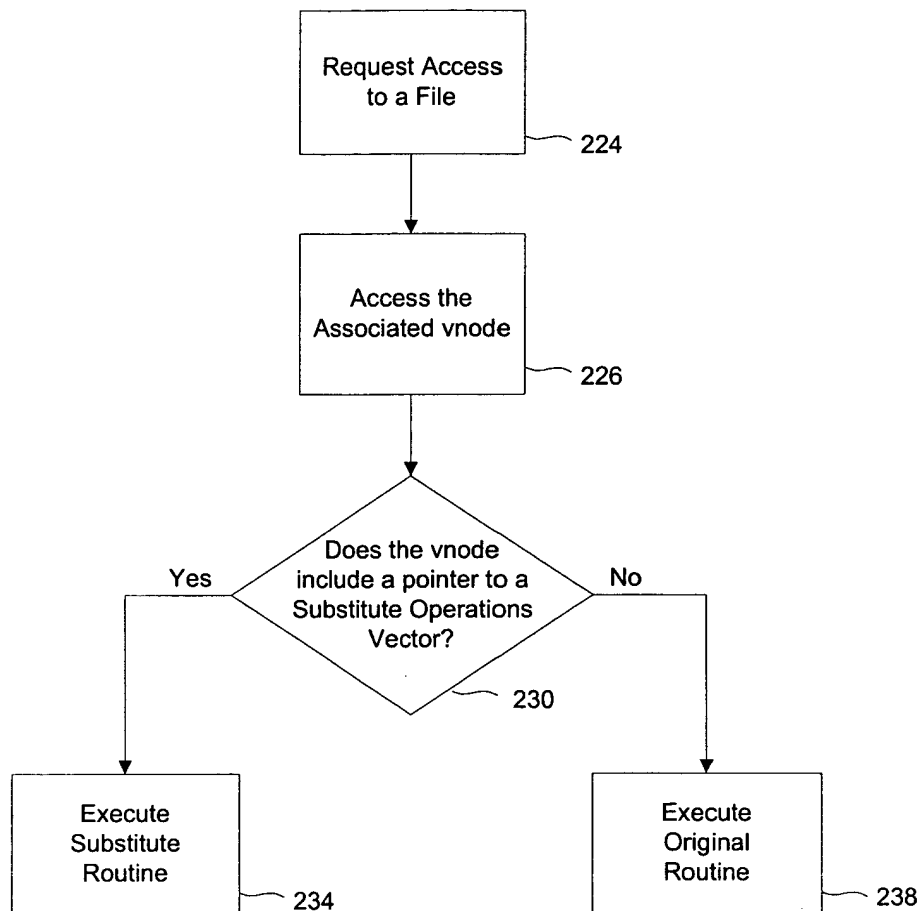 Request Access
to a File
224
Access the
Associated vnode
226
Does the vnode
include a pointer to a
Substitute Operations
Vector?
Yes
No
230
Execute
Substitute
Routine
234
Execute
Original
Routine
238